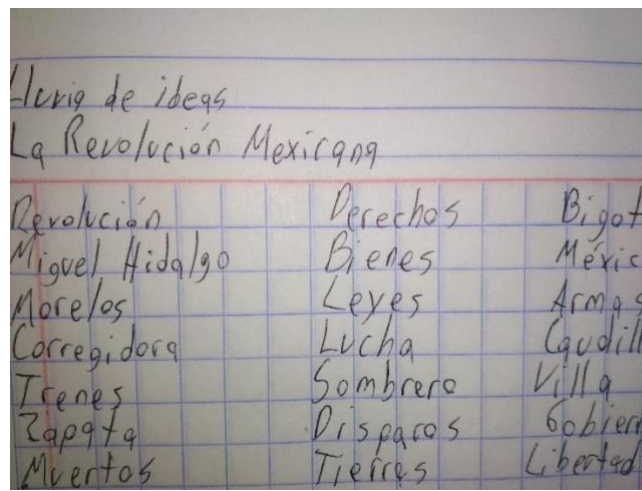 Lluvia de ideas
La Revolución Mexicana
Revolución Derechos Bigot
Miguel Hidalgo Bienes Méxic
Morelos Leyes Armas
Corregidora Lucha Caudill
Trenes Sombrero Villa
Zapata Disparos Gobiern
Muertos Tierras Libertad